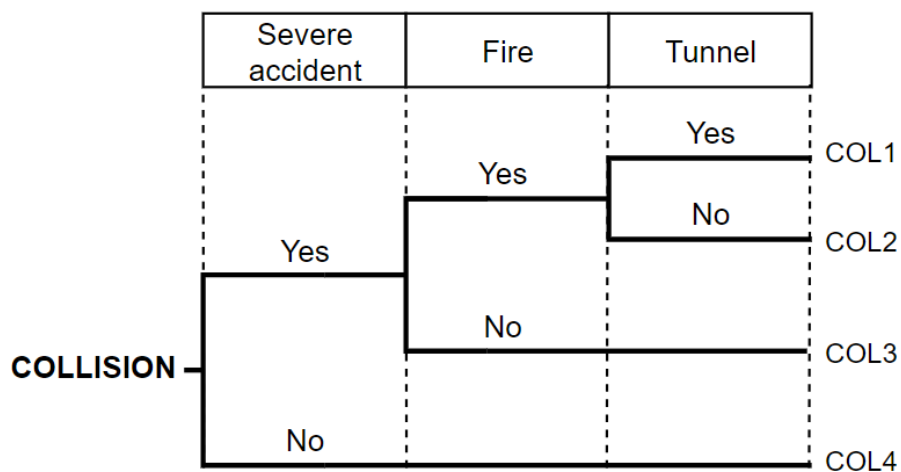 Severe
accident
Fire
Tunnel
Yes
COL1
Yes
No
COL2
Yes
No
COL3
COLLISION
No
COL4